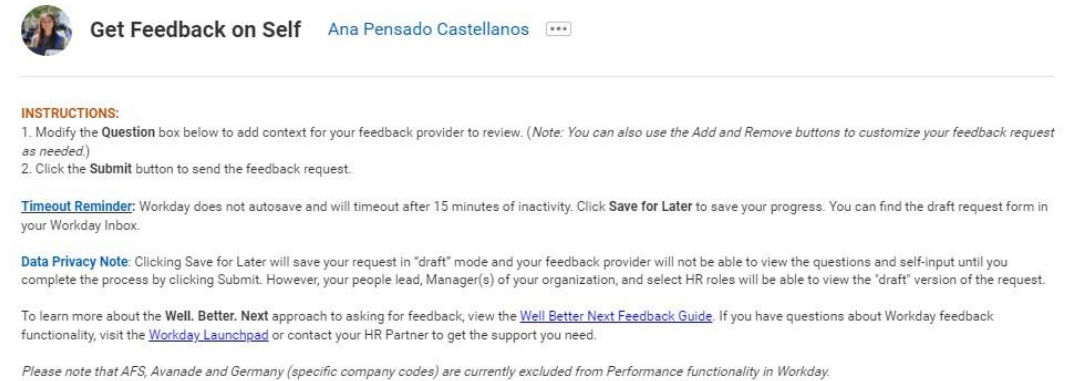 Get Feedback on Self Ana Pensado Castellanos
INSTRUCTIONS:
1. Modify the Question box below to add context for your feedback provider to review. (Note: You can also use the Add and Remove buttons to customize your feedback request
as needed.)
2. Click the Submit button to send the feedback request.
Timeout Reminder: Workday does not autosave and will timeout after 15 minutes of inactivity. Click Save for Later to save your progress. You can find the draft request form in
your Workday Inbox.
Data Privacy Note: Clicking Save for Later will save your request in "draft" mode and your feedback provider will not be able to view the questions and self-input until you
complete the process by clicking Submit. However, your people lead, Manager(s) of your organization, and select HR roles will be able to view the "draft" version of the request.
To learn more about the Well. Better. Next approach to asking for feedback, view the Well Better Next Feedback Guide. If you have questions about Workday feedback
functionality, visit the Workday Launchpad or contact your HR Partner to get the support you need.
Please note that AFS, Avanade and Germany (specific company codes) are currently excluded from Performance functionality in Workday.